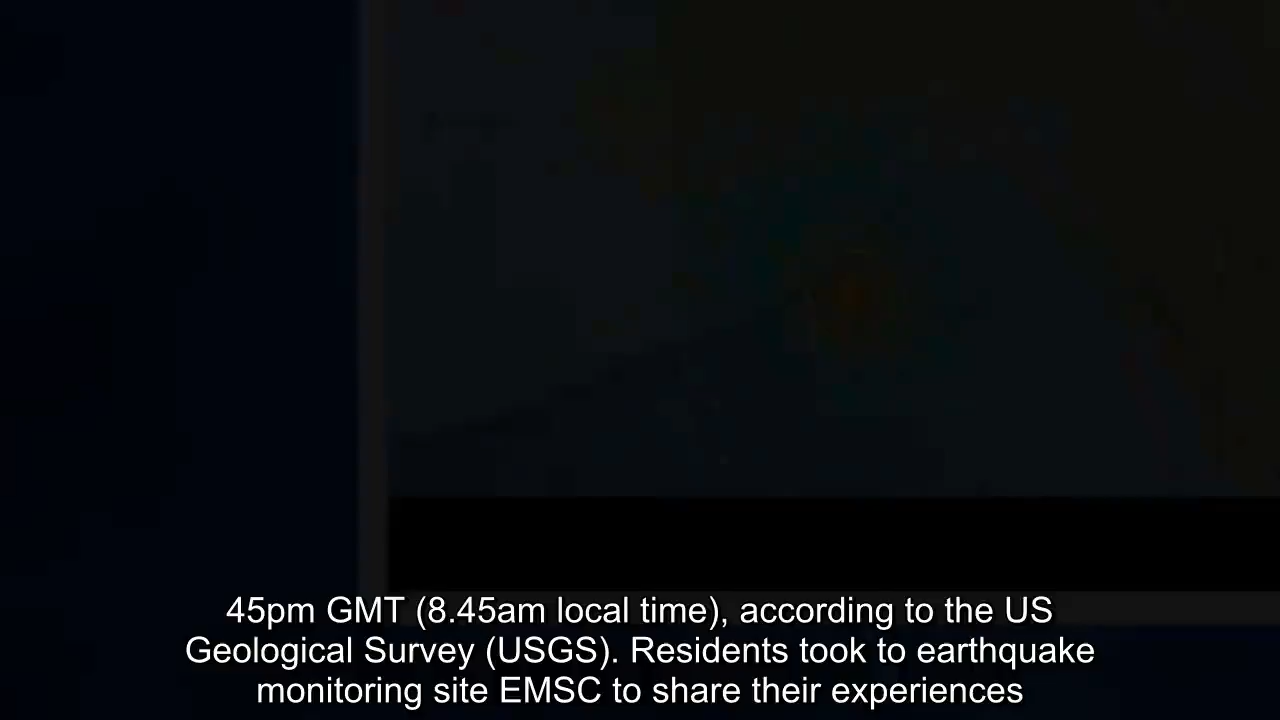 45pm GMT (8.45am local time), according to the US
Geological Survey (USGS). Residents took to earthquake
monitoring site EMSC to share their experiences